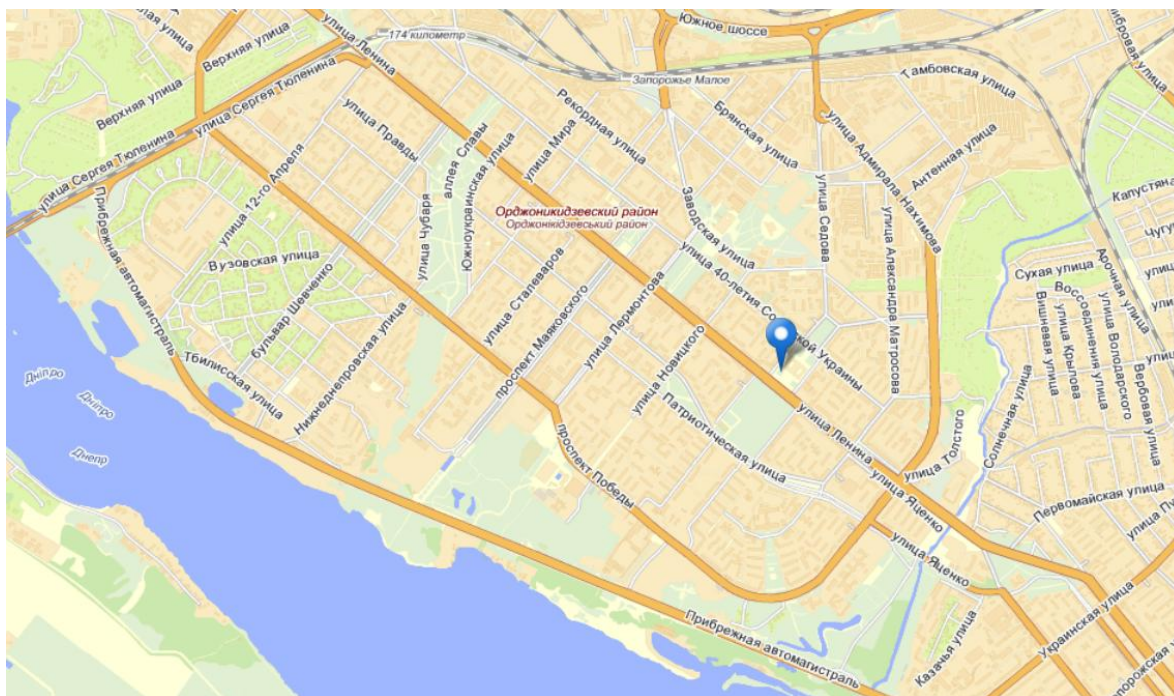 Южное шоссе
улица Ленина
174 километр
Верхняя улица
Запорожье Малое
Тамбовская улица
Верхняя улица
улица Сергея Тюленина
Рекордная улица
Брянская улица
улица Адмирала Нахимова
улица Правды
аллея Славы
улица Мира
Антенная улица
улица Сергея Тюленина
улица 12-го Апреля
Южноукраинская улица
Заводская улица
улица Седова
Прибрежная автомагистраль
улица Чубаря
Орджоникидзевский район
Орджонікідзевський район
улица Александра Матросова
Вузовская улица
улица Сталеваров
улица 40-летия Со
ской Украины
Сухая улица
Арочная улица
Воссоединения улица
бульвар Шевченко
проспект Маяковского
улица Лермонтова
Вишневая улица
улица Крылова
улица Володарского
Вербовая улица
Нижнеднепровская улица
улица Новицкого
Тбилисская улица
Дніпро
Дніпро
Днепр
Патриотическая улица
улица Ленина
Солнечная улица
проспект Победы
улица Толстого
улица Яценко
Первомайская улица
улица Яценко
Прибрежная автомагистраль
Казачья улица
Украинская улица